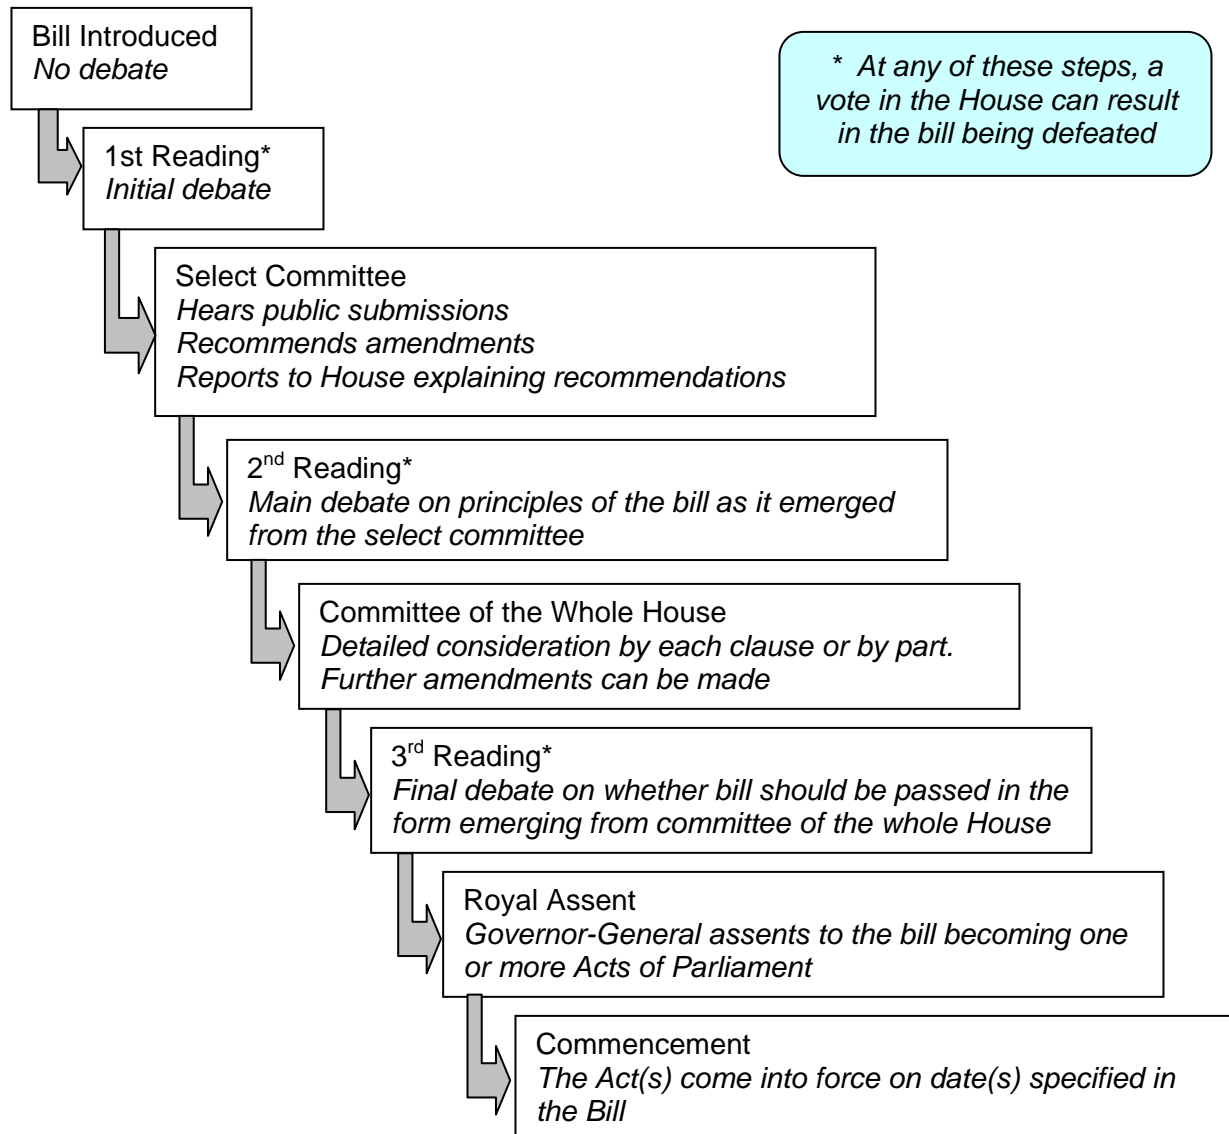 Bill Introduced
No debate
* At any of these steps, a
vote in the House can result
in the bill being defeated
1st Reading*
Initial debate
Select Committee
Hears public submissions
Recommends amendments
Reports to House explaining recommendations
2nd Reading*
Main debate on principles of the bill as it emerged
from the select committee
Committee of the Whole House
Detailed consideration by each clause or by part.
Further amendments can be made
3rd Reading*
Final debate on whether bill should be passed in the
form emerging from committee of the whole House
Royal Assent
Governor-General assents to the bill becoming one
or more Acts of Parliament
Commencement
The Act(s) come into force on date(s) specified in
the Bill